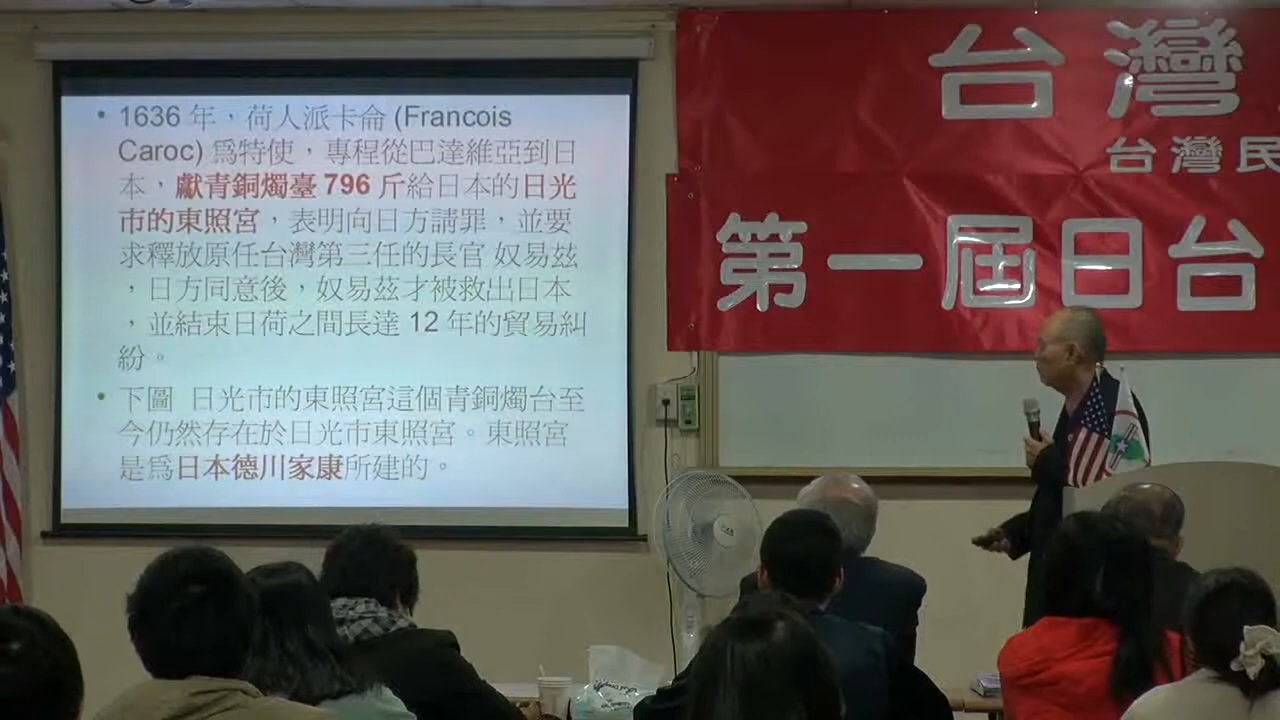 • 1636 年，荷人派卡侖 (Francois
Caroc) 爲特使，專程從巴達維亞到日
本，獻青銅燭臺 796 斤給日本的日光
市的東照宮，表明向日方請罪，並要
求釋放原任台灣第三任的長官 奴易茲
，日方同意後，奴易茲才被救出日本
，並結束日荷之間長達 12 年的貿易糾
紛。
• 下圖 日光市的東照宮這個青銅燭台至
今仍然存在於日光市東照宮。東照宮
是爲日本德川家康所建的。
台灣
台灣民
第一屆日台